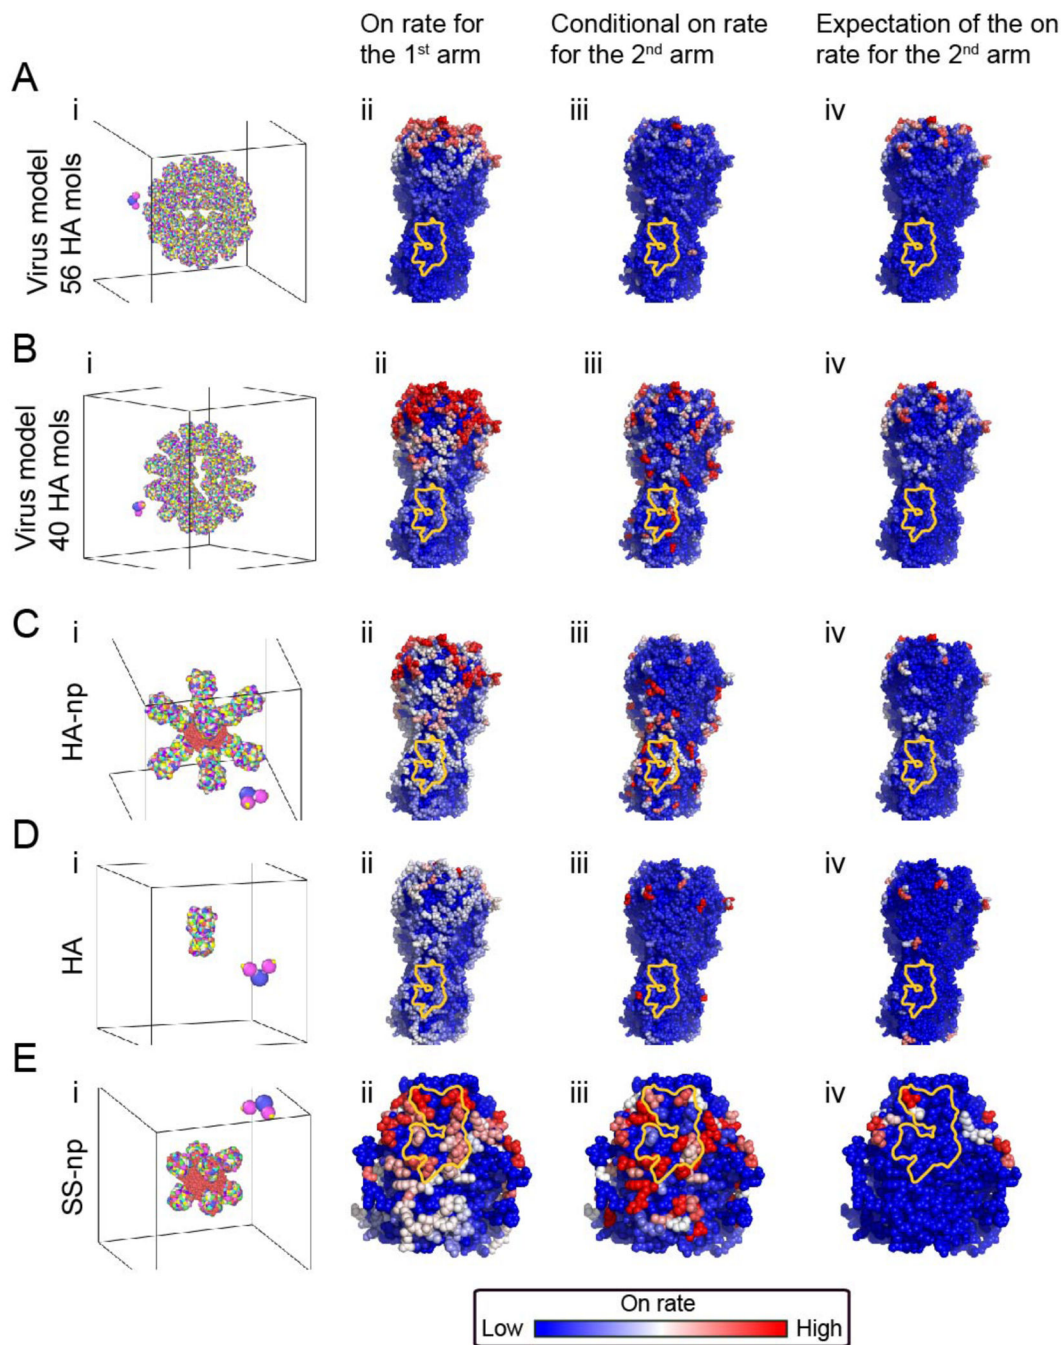 On rate for
the 1st arm
Conditional on rate
for the 2nd arm
Expectation of the on
rate for the 2nd arm
A
i
ii
iii
iv
Virus model
56 HA mols
B
i
ii
iii
iv
Virus model
40 HA mols
C
i
ii
iii
iv
HA-np
D
i
ii
iii
iv
HA
E
i
ii
iii
iv
SS-np
On rate
Low
High